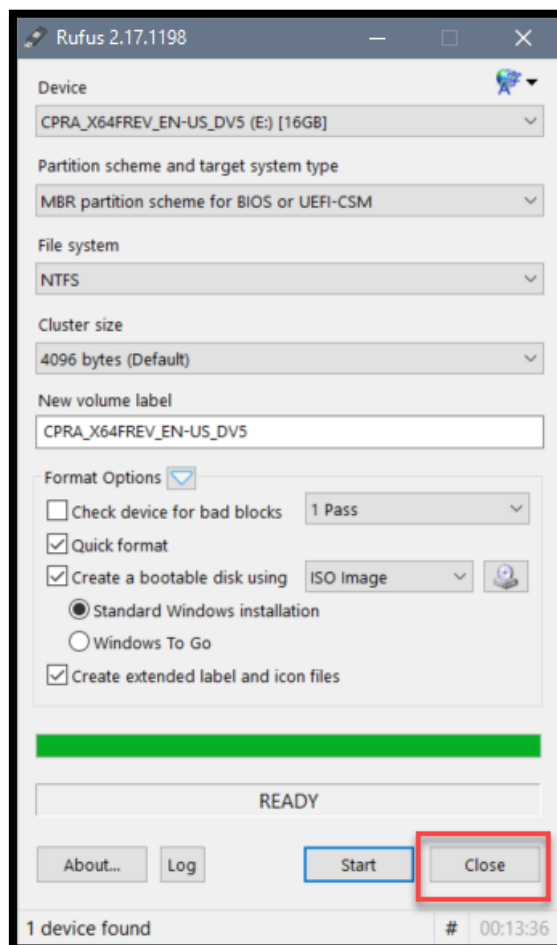 Rufus 2.17.1198
Device
CPRA_X64FREV_EN-US_DV5 (E:) [16GB]
Partition scheme and target system type
MBR partition scheme for BIOS or UEFI-CSM
File system
NTFS
Cluster size
4096 bytes (Default)
New volume label
CPRA_X64FREV_EN-US_DV5
Format Options
Check device for bad blocks 1 Pass
Quick format
Create a bootable disk using ISO Image
Standard Windows installation
Windows To Go
Create extended label and icon files
READY
About... Log Start Close
1 device found # 00:13:36